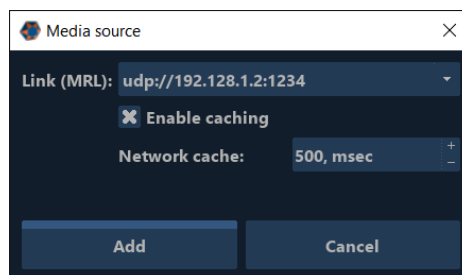 Media source
Link (MRL): udp://192.128.1.2:1234
Enable caching
Network cache: 500, msec
Add Cancel